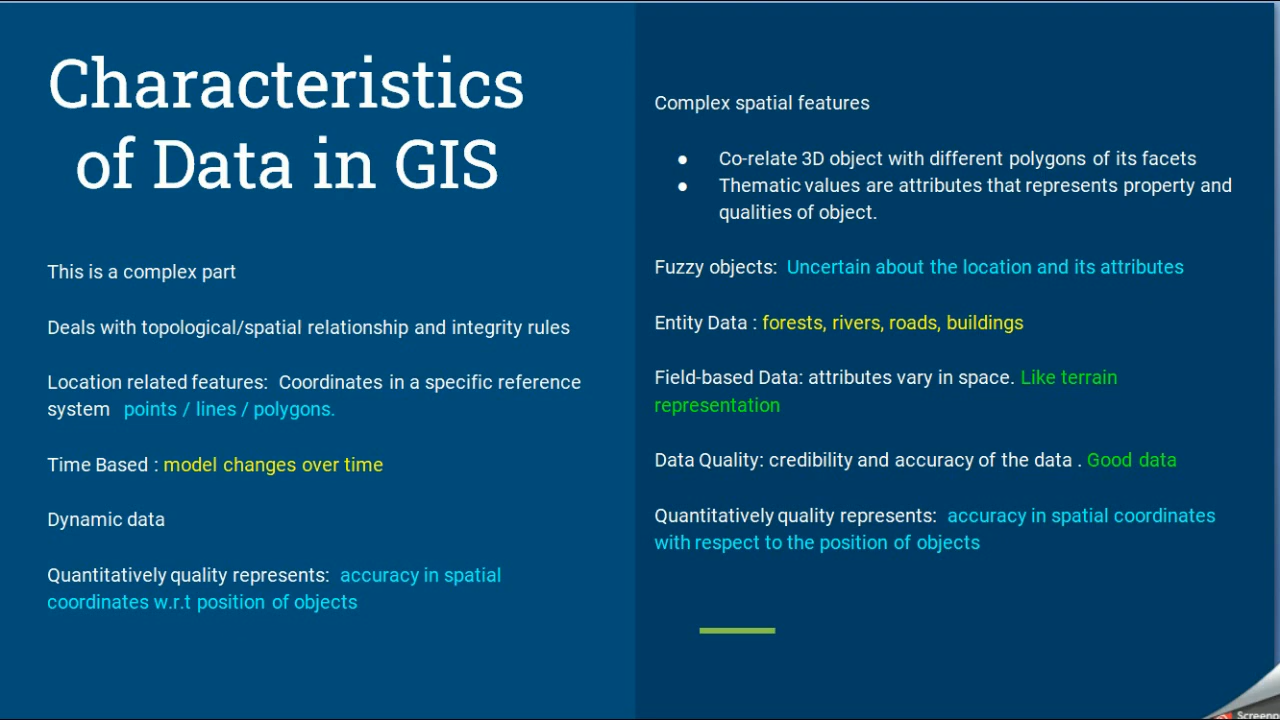 Characteristics
of Data in GIS
This is a complex part
Deals with topological/spatial relationship and integrity rules
Location related features: Coordinates in a specific reference
system points / lines / polygons.
Time Based : model changes over time
Dynamic data
Quantitatively quality represents: accuracy in spatial
coordinates w.r.t position of objects
Complex spatial features
● Co-relate 3D object with different polygons of its facets
● Thematic values are attributes that represents property and
qualities of object.
Fuzzy objects: Uncertain about the location and its attributes
Entity Data : forests, rivers, roads, buildings
Field-based Data: attributes vary in space. Like terrain
representation
Data Quality: credibility and accuracy of the data . Good data
Quantitatively quality represents: accuracy in spatial coordinates
with respect to the position of objects